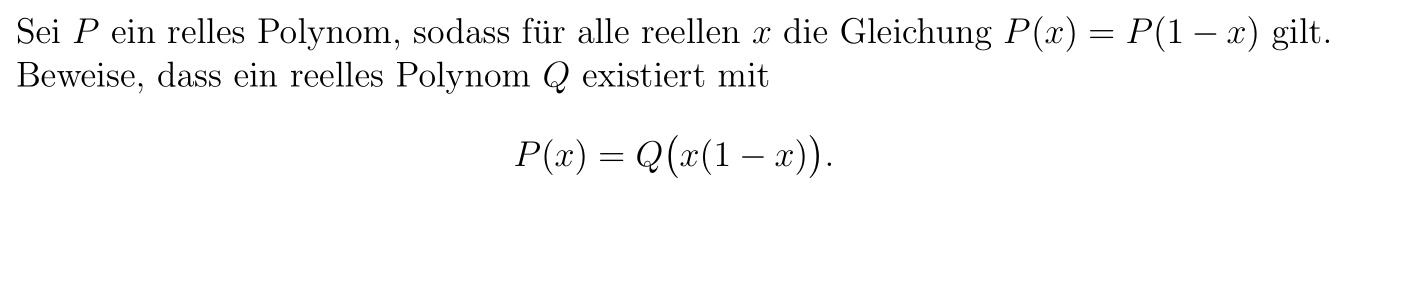 Sei P ein relles Polynom, sodass für alle reellen x die Gleichung P(x) = P(1 − x) gilt.
Beweise, dass ein reelles Polynom Q existiert mit
P(x) = Q(x(1 − x)).